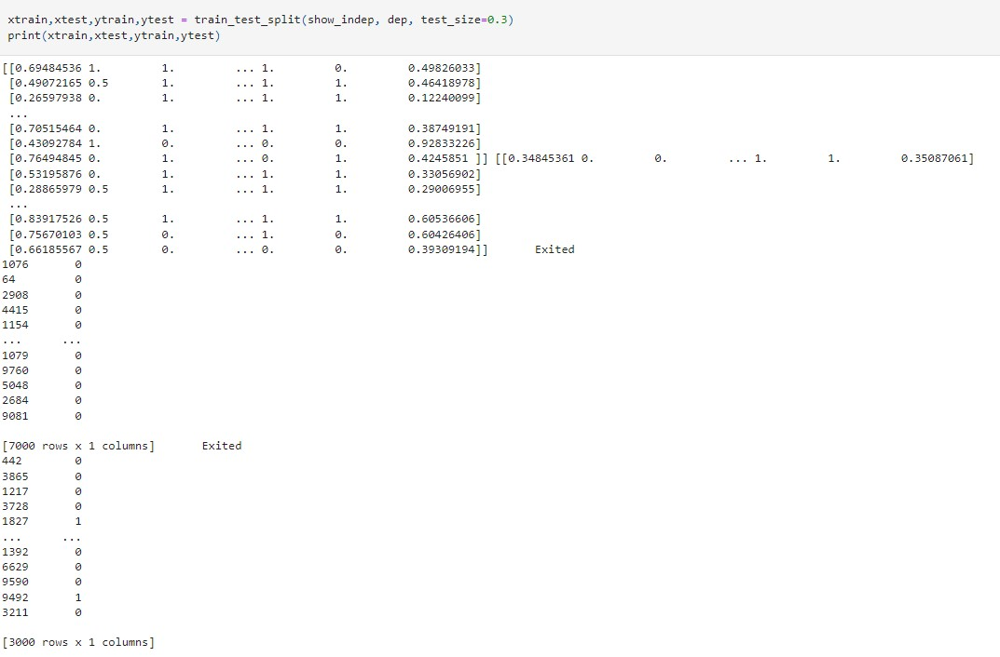 xtrain,xtest,ytrain,ytest = train_test_split(show_indep, dep, test_size=0.3)
print(xtrain,xtest,ytrain,ytest)
[[0.69484536 1.         1.         ... 1.         0.         0.49826033]
 [0.49072165 0.5        1.         ... 1.         1.         0.46418978]
 [0.26597938 0.         1.         ... 1.         1.         0.12240099]
 ...
 [0.70515464 0.         1.         ... 1.         1.         0.38749191]
 [0.43092784 1.         0.         ... 0.         0.         0.92833226]
 [0.76494845 0.         1.         ... 0.         1.         0.4245851 ]] [[0.34845361 0.         0.         ... 1.         1.         0.35087061]
 [0.53195876 0.         1.         ... 1.         1.         0.33056902]
 [0.28865979 0.5        1.         ... 1.         1.         0.29006955]
 ...
 [0.83917526 0.5        1.         ... 1.         1.         0.60536606]
 [0.75670103 0.5        0.         ... 1.         0.         0.60426406]
 [0.66185567 0.5        0.         ... 0.         0.         0.39309194]]       Exited
1076       0
64         0
2908       0
4415       0
1154       0
...      ...
1079       0
9760       0
5048       0
2684       0
9081       0
[7000 rows x 1 columns]       Exited
442        0
3865       0
1217       0
3728       0
1827       1
...      ...
1392       0
6629       0
9590       0
9492       1
3211       0
[3000 rows x 1 columns]